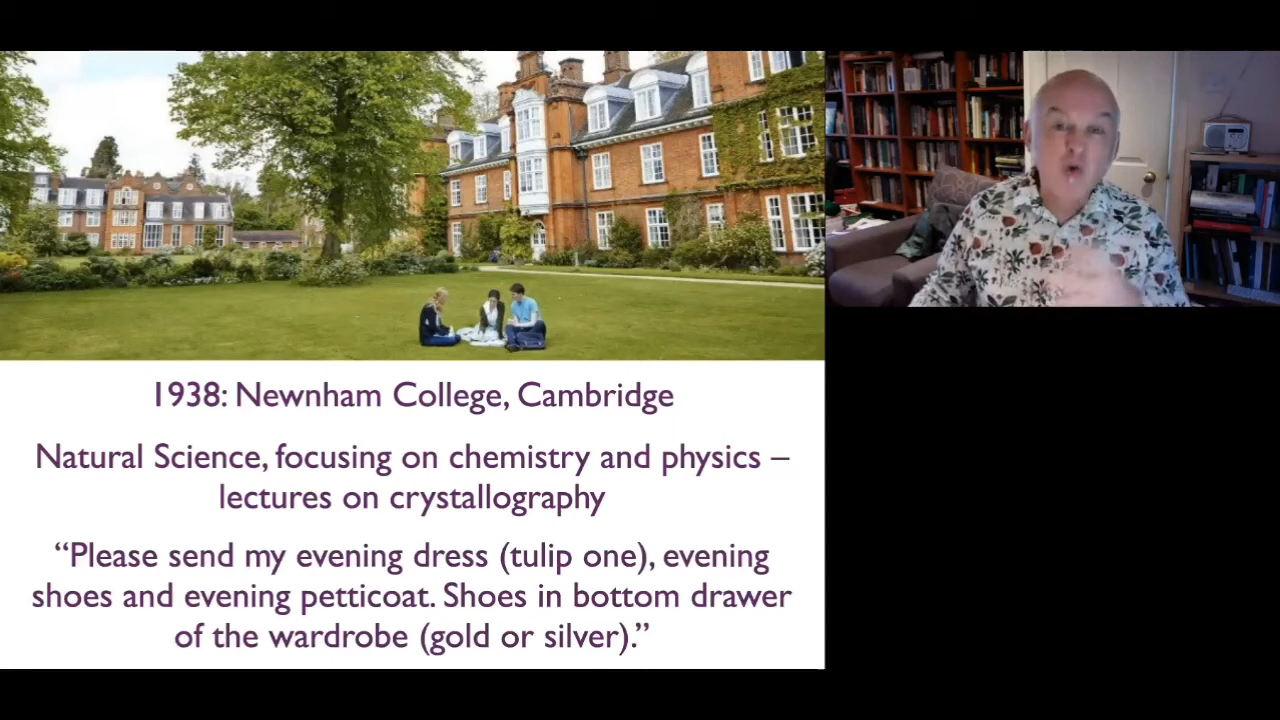 1938: Newnham College, Cambridge
Natural Science, focusing on chemistry and physics –
lectures on crystallography
“Please send my evening dress (tulip one), evening
shoes and evening petticoat. Shoes in bottom drawer
of the wardrobe (gold or silver).”